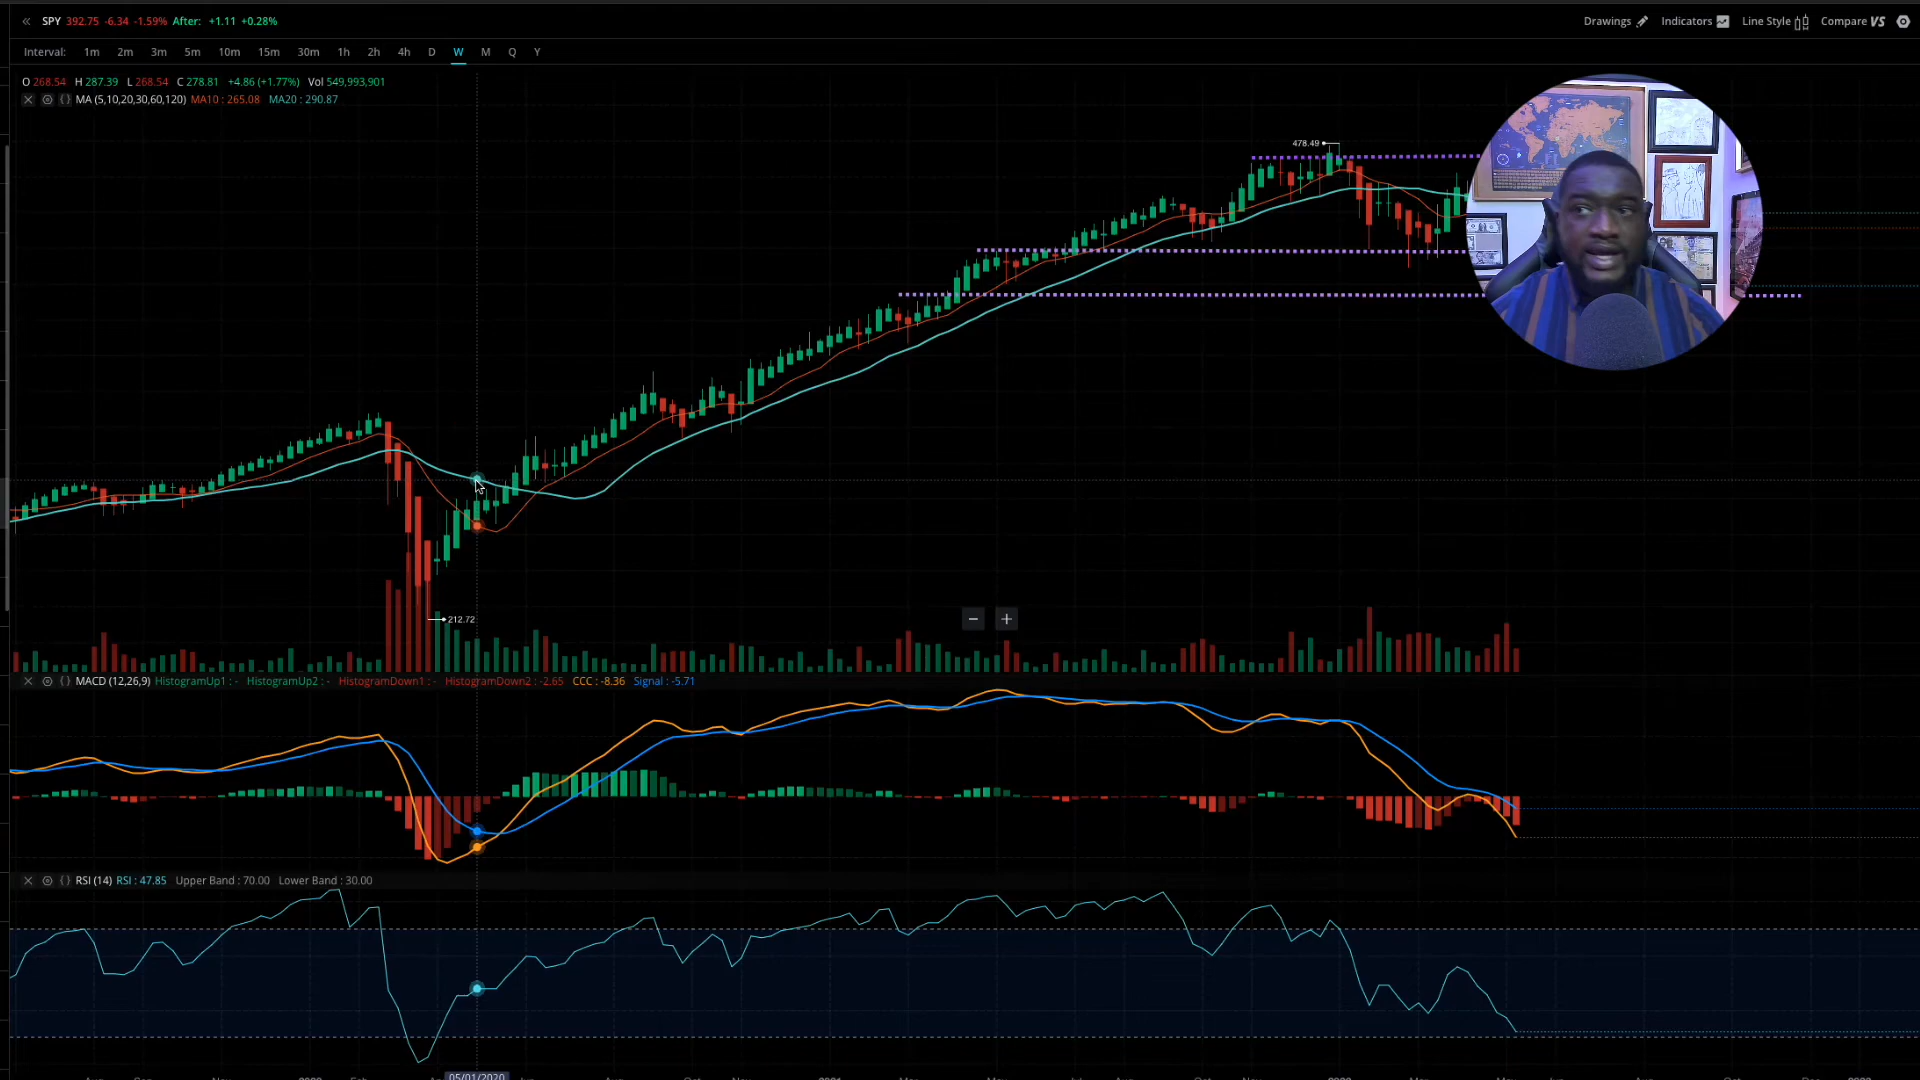 SPY 392.75 -6.34 -1.59% After: +1.11 +0.28%
Drawings Indicators Line Style Compare VS
Interval: 1m 2m 3m 5m 10m 15m 30m 1h 2h 4h D W M Q Y
O 268.54 H 287.39 L 268.54 C 278.81 +4.86 (+1.77%) Vol 549,993,901
MA (5,10,20,30,60,120) MA10 : 265.08 MA20 : 290.87
478.49
212.72
MACD (12,26,9) HistogramUp1 : - HistogramUp2 : - HistogramDown1 : - HistogramDown2 : -2.65 CCC : -8.36 Signal : -5.71
RSI (14) RSI : 47.85 Upper Band : 70.00 Lower Band : 30.00
05/01/2020